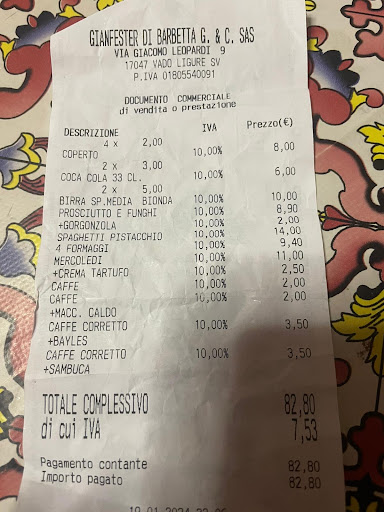 GIANFESTER DI BARBETTA G. & C. SAS
VIA GIACOMO LEOPARDI 9
17047 VADO LIGURE SV
P.IVA 01805540091
DOCUMENTO COMMERCIALE
di vendita o prestazione
DESCRIZIONE IVA Prezzo(€)
4 x 2,00
COPERTO 10,00% 8,00
2 x 3,00
COCA COLA 33 CL. 10,00% 6,00
2 x 5,00
BIRRA SP.MEDIA BIONDA 10,00% 10,00
PROSCIUTTO E FUNGHI 10,00% 8,90
+GORGONZOLA 10,00% 2,00
SPAGHETTI PISTACCHIO 10,00% 14,00
4 FORMAGGI 10,00% 9,40
MERCOLEDI 10,00% 11,00
+CREMA TARTUFO 10,00% 2,50
CAFFE 10,00% 2,00
CAFFE 10,00% 2,00
+MACC. CALDO
CAFFE CORRETTO 10,00% 3,50
+BAYLES
CAFFE CORRETTO 10,00% 3,50
+SAMBUCA
TOTALE COMPLESSIVO 82,80
di cui IVA 7,53
Pagamento contante 82,80
Importo pagato 82,80